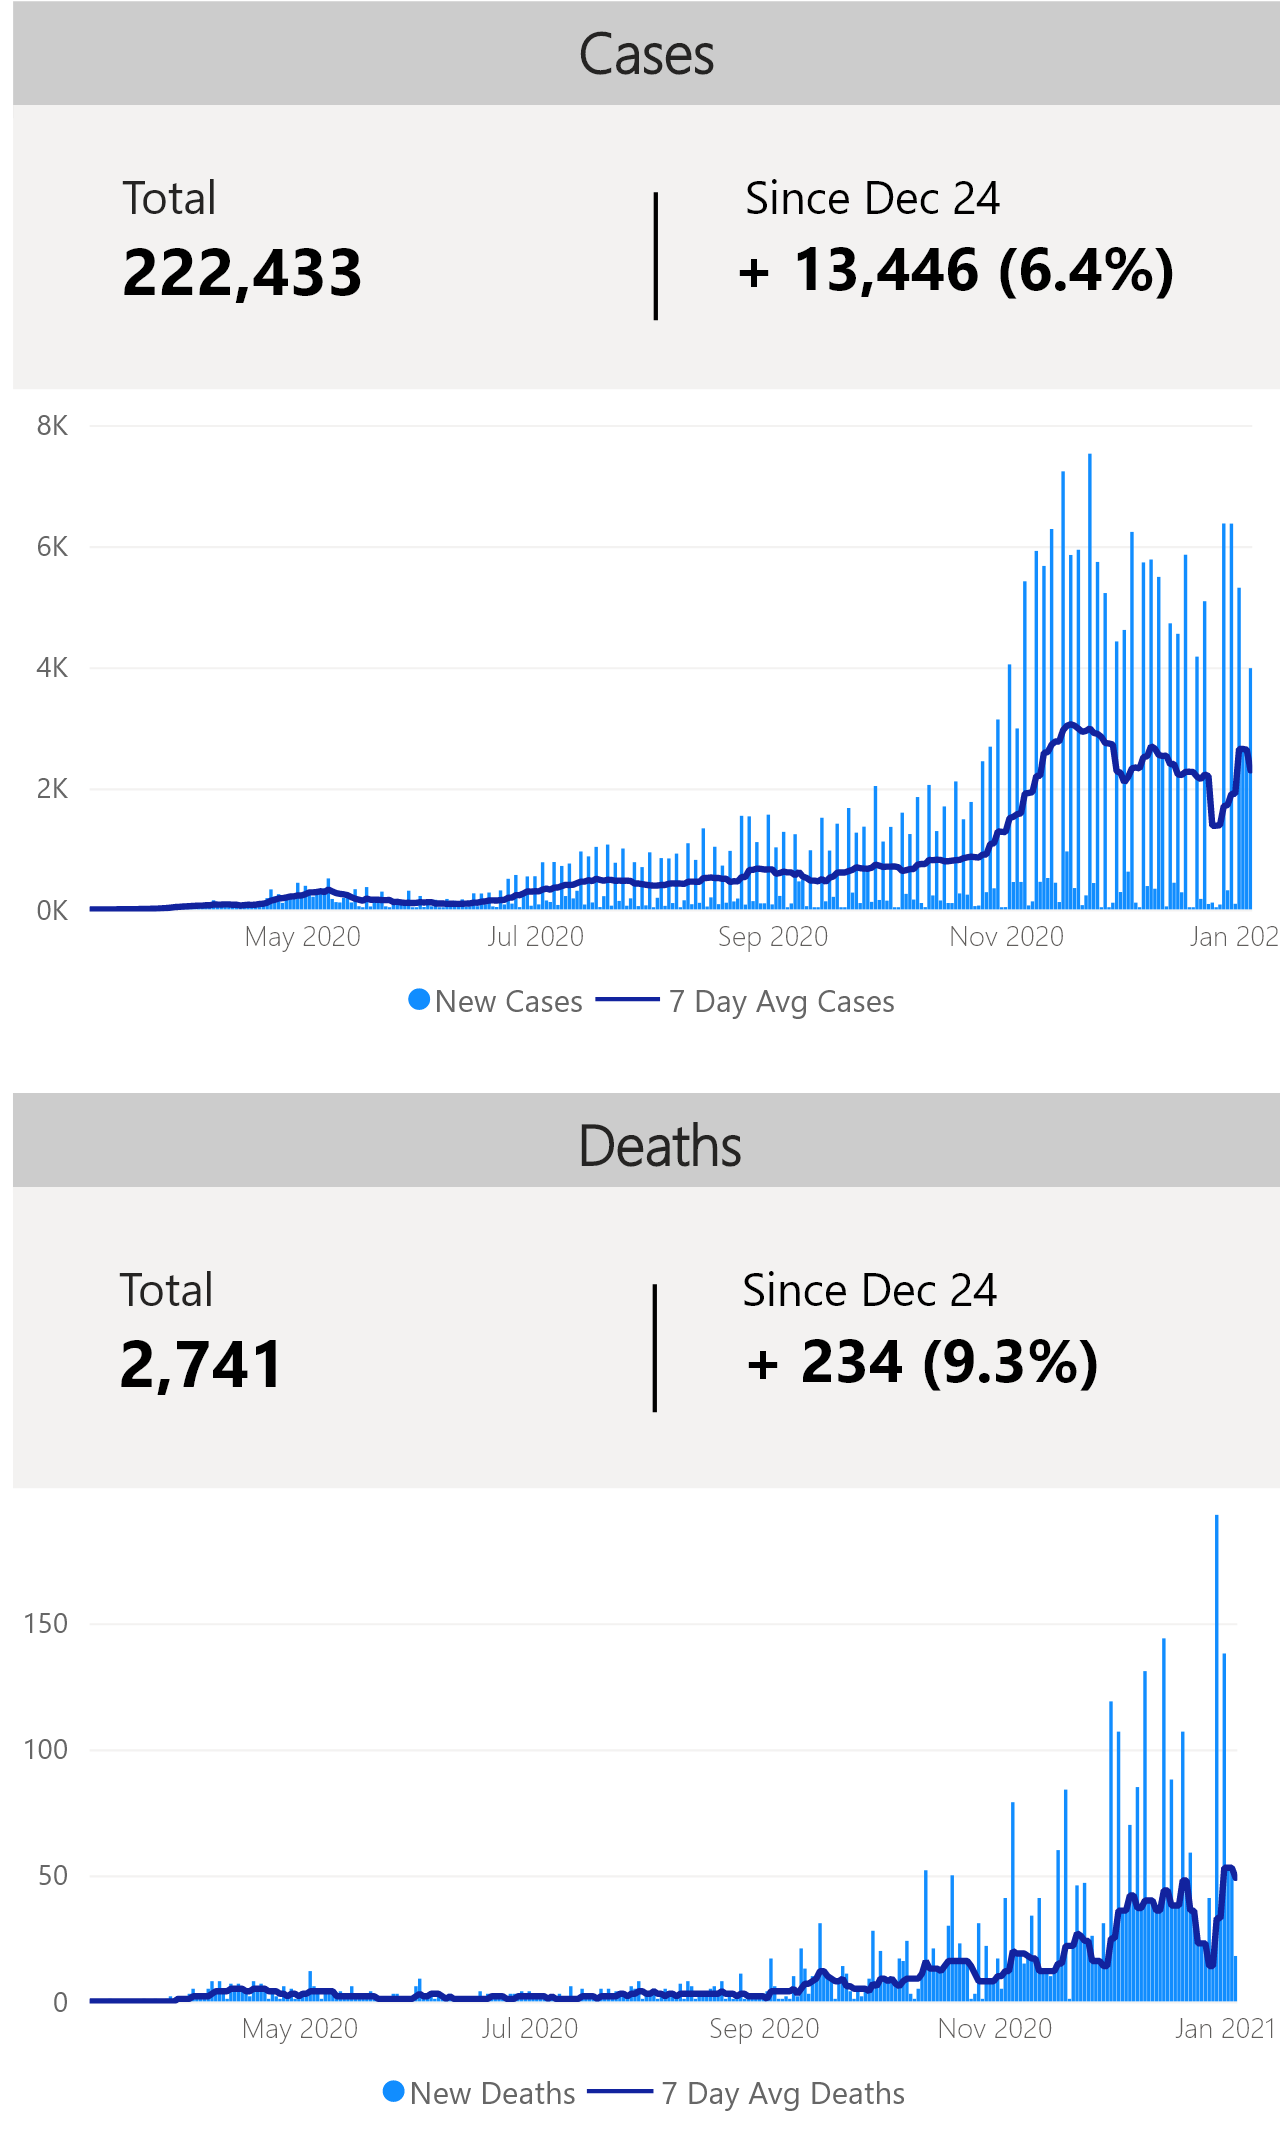 Cases
Total
Since Dec 24
222,433
+ 13,446 (6.4%)
8K
6K
4K
2K
0K
May 2020
Jul 2020
Sep 2020
Nov 2020
Jan 202
New Cases
7 Day Avg Cases
Deaths
Total
Since Dec 24
2,741
+ 234 (9.3%)
150
100
50
0
May 2020
Jul 2020
Sep 2020
Nov 2020
Jan 2021
New Deaths
7 Day Avg Deaths